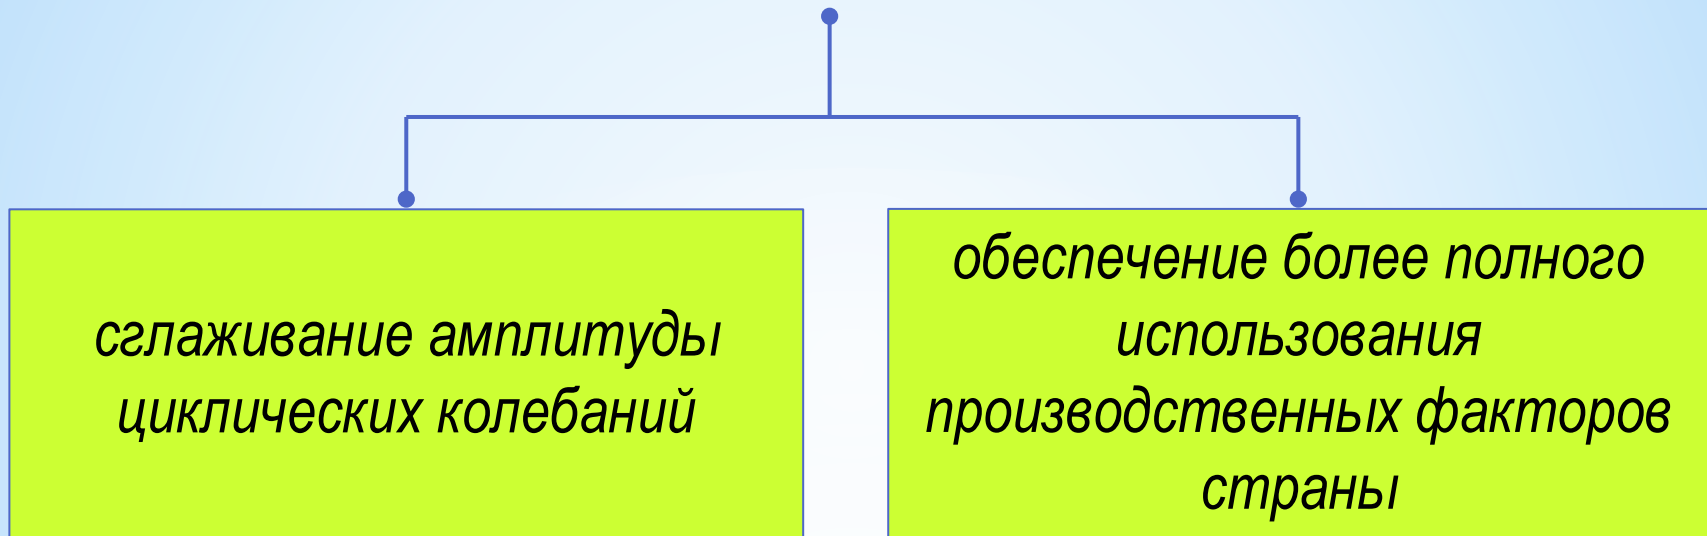 сглаживание амплитуды
циклических колебаний
обеспечение более полного
использования
производственных факторов
страны